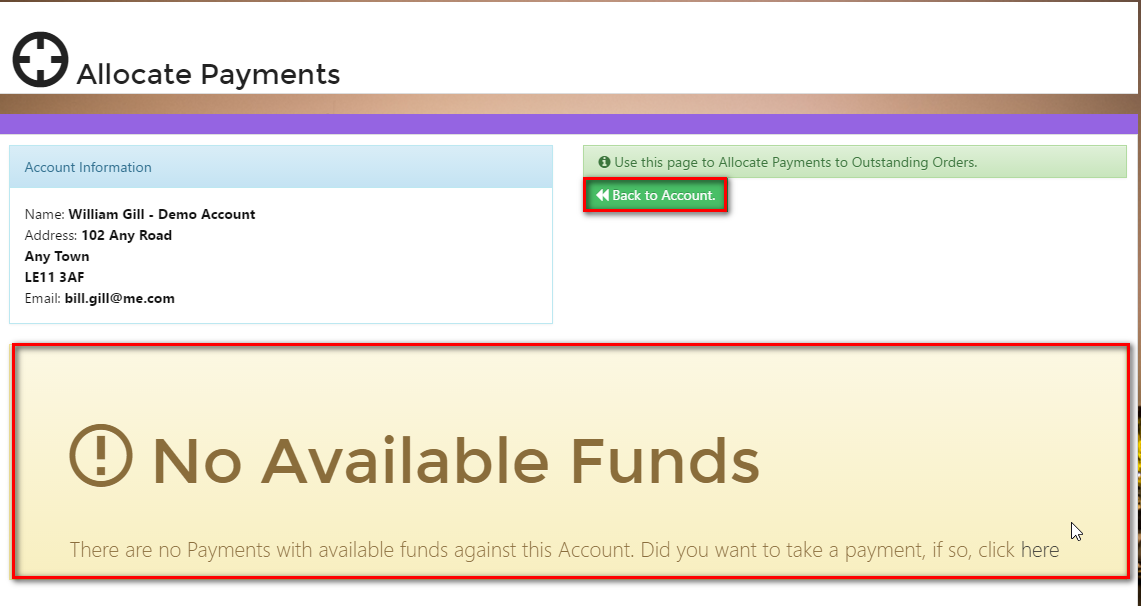 Allocate Payments
Account Information
Name: William Gill - Demo Account
Address: 102 Any Road
Any Town
LE11 3AF
Email: bill.gill@me.com
Use this page to Allocate Payments to Outstanding Orders.
Back to Account.
No Available Funds
There are no Payments with available funds against this Account. Did you want to take a payment, if so, click here